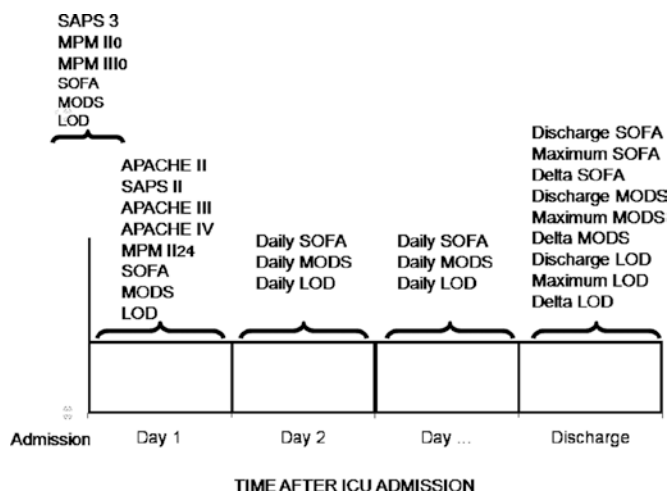 SAPS 3
MPM II0
MPM III0
SOFA
MODS
LOD
APACHE II
SAPS II
APACHE III
APACHE IV
MPM II24
SOFA
MODS
LOD
Daily SOFA
Daily MODS
Daily LOD
Daily SOFA
Daily MODS
Daily LOD
Discharge SOFA
Maximum SOFA
Delta SOFA
Discharge MODS
Maximum MODS
Delta MODS
Discharge LOD
Maximum LOD
Delta LOD
Admission Day 1 Day 2 Day ... Discharge
TIME AFTER ICU ADMISSION